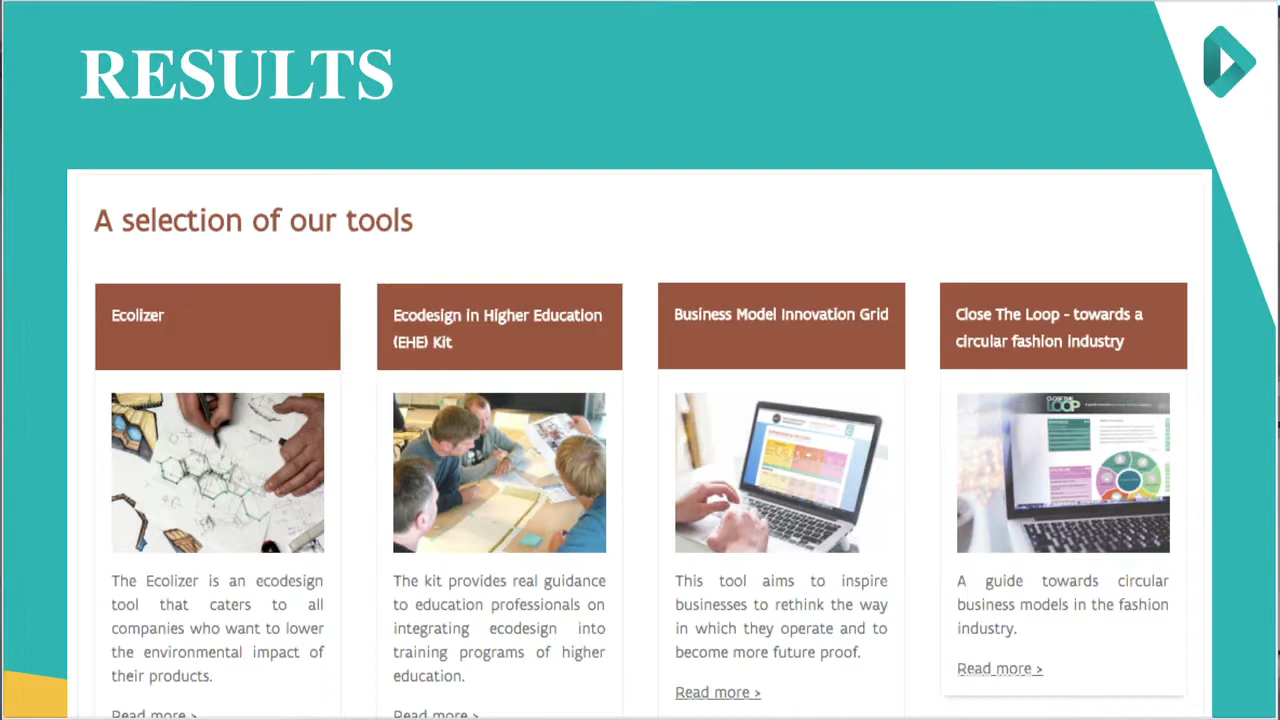 RESULTS
A selection of our tools
Ecolizer
The Ecolizer is an ecodesign
tool that caters to all
companies who want to lower
the environmental impact of
their products.
Read more >
Ecodesign in Higher Education
(EHE) Kit
The kit provides real guidance
to education professionals on
integrating ecodesign into
training programs of higher
education.
Read more >
Business Model Innovation Grid
This tool aims to inspire
businesses to rethink the way
in which they operate and to
become more future proof.
Read more >
Close The Loop - towards a
circular fashion industry
CLOSE THE
LOOP
A guide towards circular
business models in the fashion
industry.
Read more >